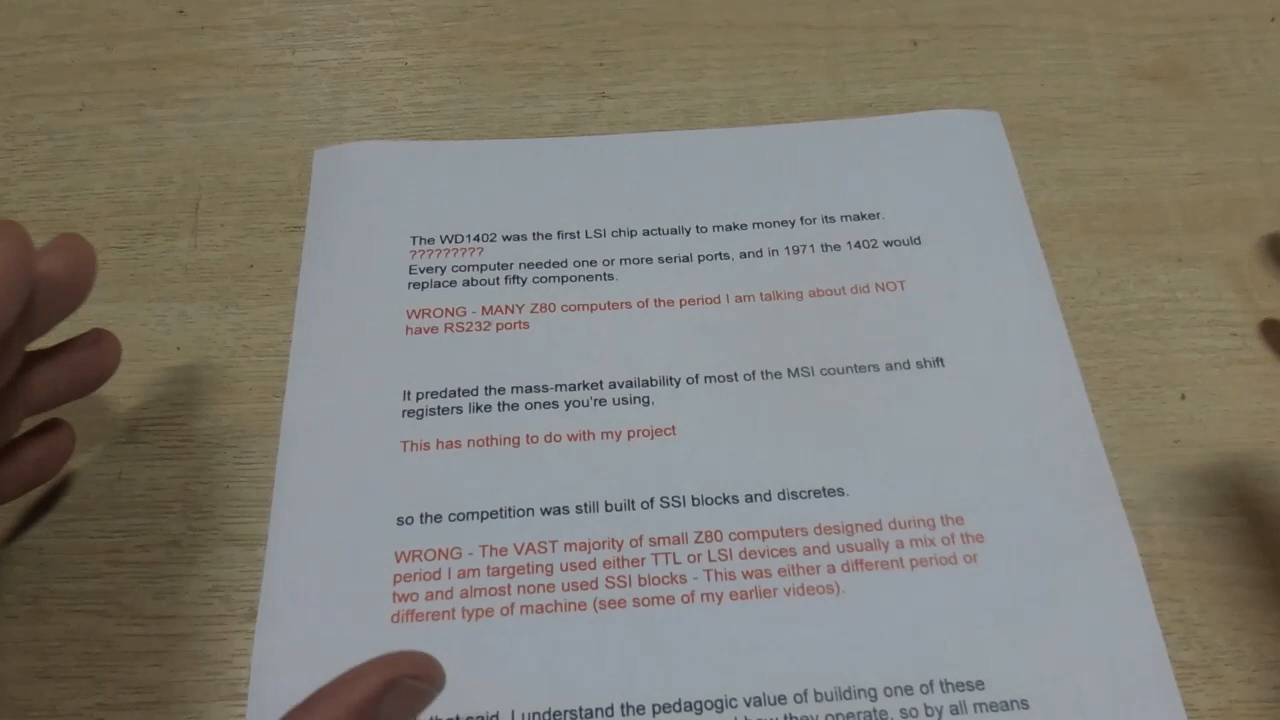 The WD1402 was the first LSI chip actually to make money for its maker.
?????????
Every computer needed one or more serial ports, and in 1971 the 1402 would
replace about fifty components.
WRONG - MANY Z80 computers of the period I am talking about did NOT
have RS232 ports
It predated the mass-market availability of most of the MSI counters and shift
registers like the ones you're using,
This has nothing to do with my project
so the competition was still built of SSI blocks and discretes.
WRONG - The VAST majority of small Z80 computers designed during the
period I am targeting used either TTL or LSI devices and usually a mix of the
two and almost none used SSI blocks - This was either a different period or
different type of machine (see some of my earlier videos).
that said, I understand the pedagogic value of building one of these
how they operate, so by all means